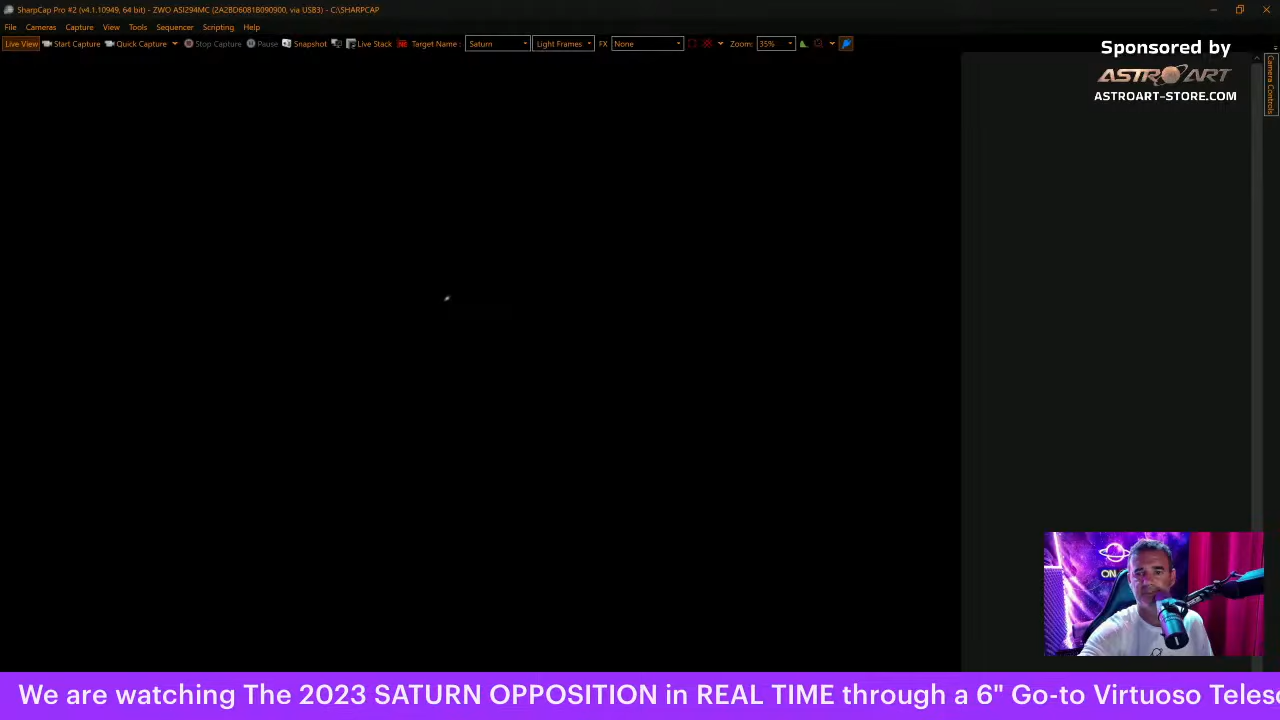 SharpCap Pro #2 (v4.1.10949, 64 bit) - ZWO ASI294MC (2A2BD6081B090900, via USB3) - C:\SHARPCAP
File Cameras Capture View Tools Sequencer Scripting Help
Live View Start Capture Quick Capture Stop Capture Pause Snapshot Live Stack Target Name : Saturn Light Frames FX None Zoom: 35%
Sponsored by
ASTROART
ASTROART-STORE.COM
Camera Controls
ON
We are watching The 2023 SATURN OPPOSITION in REAL TIME through a 6" Go-to Virtuoso Teles